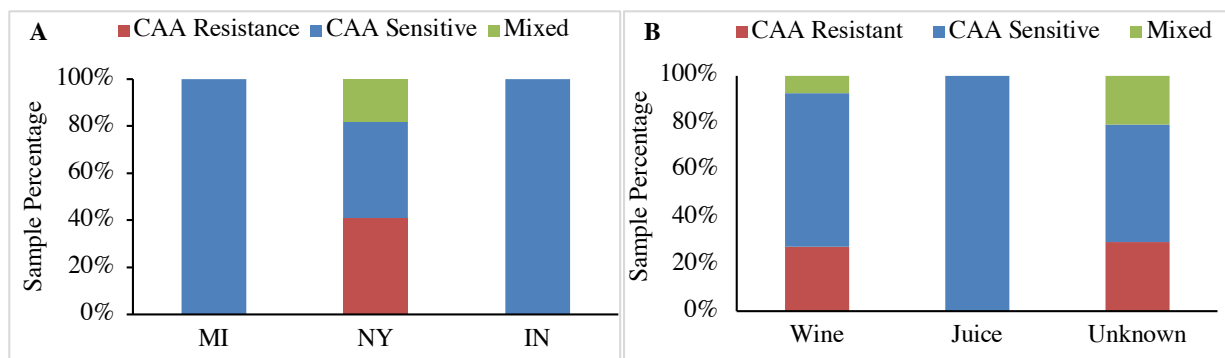 A
CAA Resistance CAA Sensitive Mixed
Sample Percentage
100%
80%
60%
40%
20%
0%
MI NY IN
B
CAA Resistant CAA Sensitive Mixed
Sample Percentage
100%
80%
60%
40%
20%
0%
Wine Juice Unknown